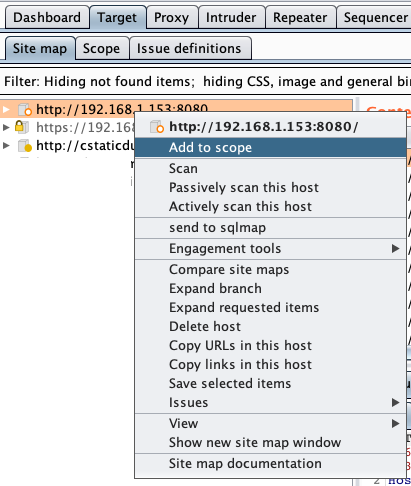 Dashboard Target Proxy Intruder Repeater Sequencer
Site map Scope Issue definitions
Filter: Hiding not found items; hiding CSS, image and general bin
http://192.168.1.153:8080
https://192.168
http://cstaticdu
http://192.168.1.153:8080/
Add to scope
Scan
Passively scan this host
Actively scan this host
send to sqlmap
Engagement tools
Compare site maps
Expand branch
Expand requested items
Delete host
Copy URLs in this host
Copy links in this host
Save selected items
Issues
View
Show new site map window
Site map documentation